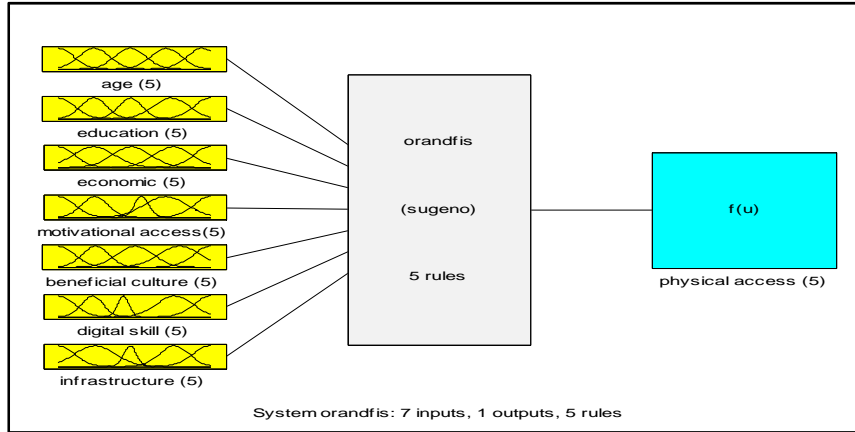 age (5)
education (5)
economic (5)
motivational access(5)
beneficial culture (5)
digital skill (5)
infrastructure (5)
orandfis
(sugeno)
5 rules
f(u)
physical access (5)
System orandfis: 7 inputs, 1 outputs, 5 rules